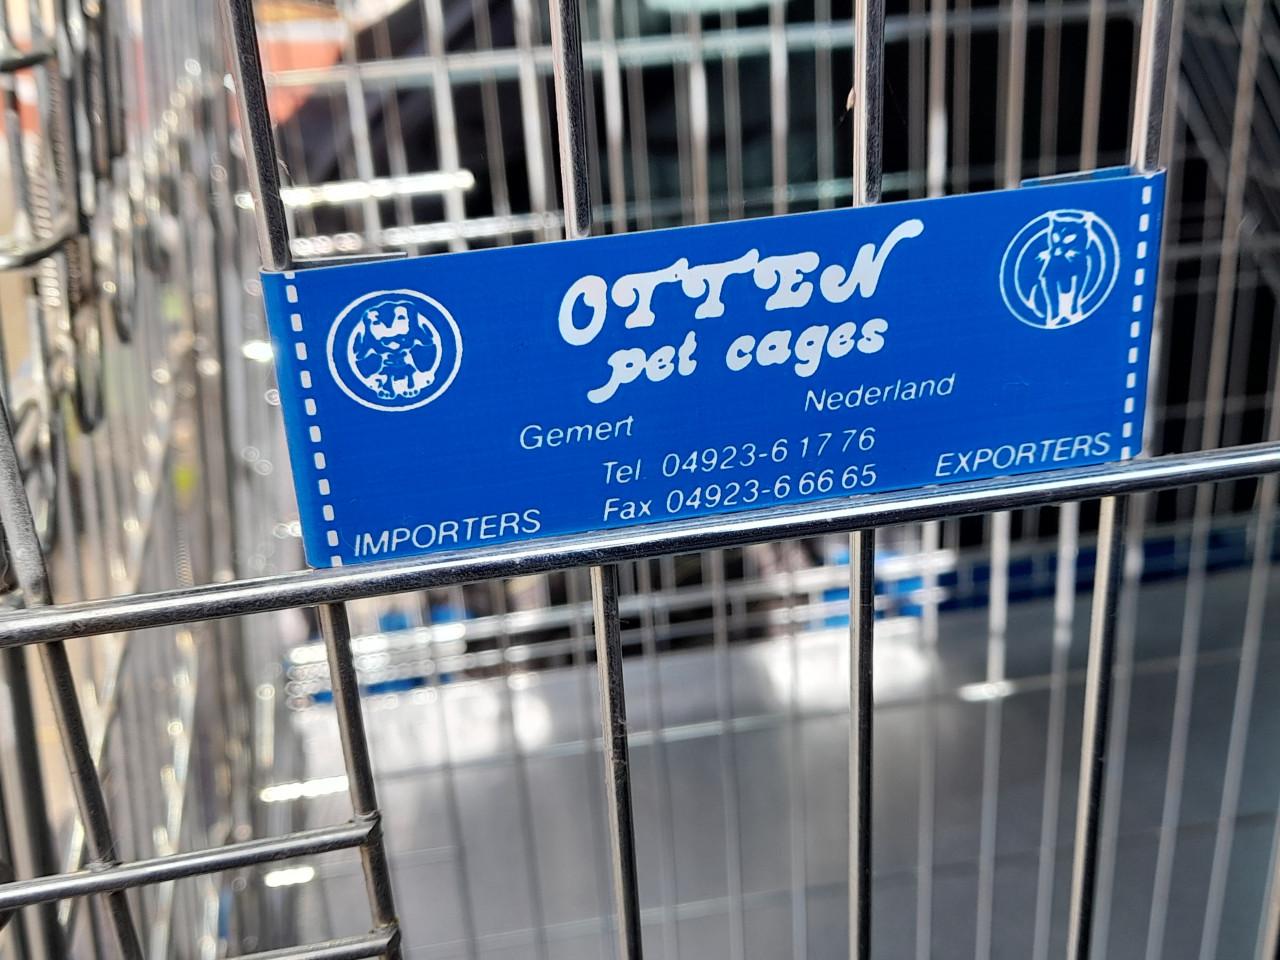 OTTEN
pet cages
Gemert Nederland
Tel. 04923-6 17 76
Fax 04923-6 66 65
IMPORTERS EXPORTERS